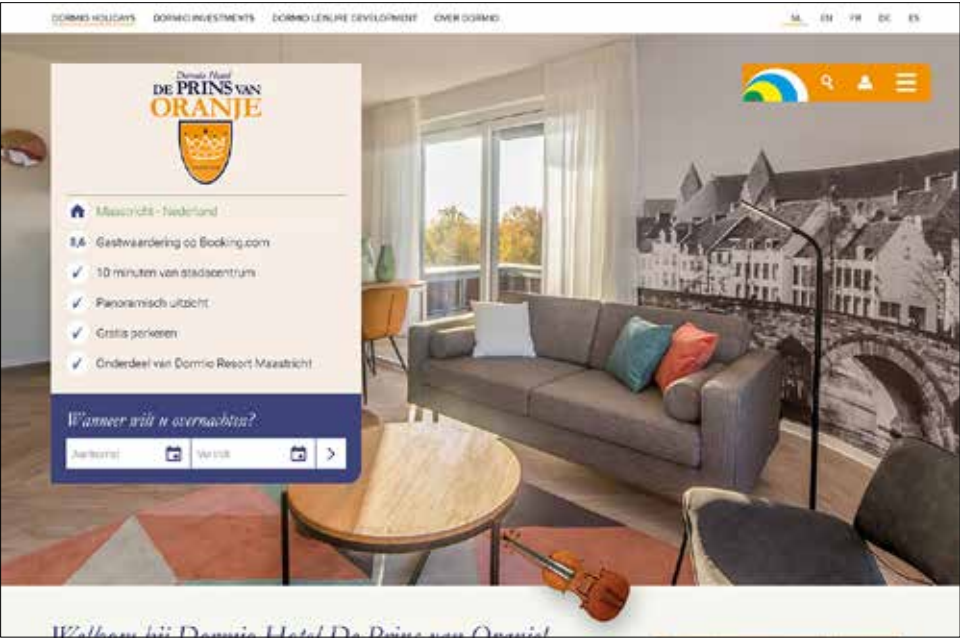 DORMIO HOLIDAYS DORMIO INVESTMENTS DORMIO LEISURE DEVELOPMENT OVER DORMIO NL EN FR DE ES
Dormio Hotel
DE PRINS VAN
ORANJE
Maastricht - Nederland
8,6 Gastwaardering op Booking.com
10 minuten van stadscentrum
Panoramisch uitzicht
Gratis parkeren
Onderdeel van Dormio Resort Maastricht
Wanneer wilt u overnachten?
Aankomst Vertrek
Welkom bij Dormio Hotel De Prins van Oranje!